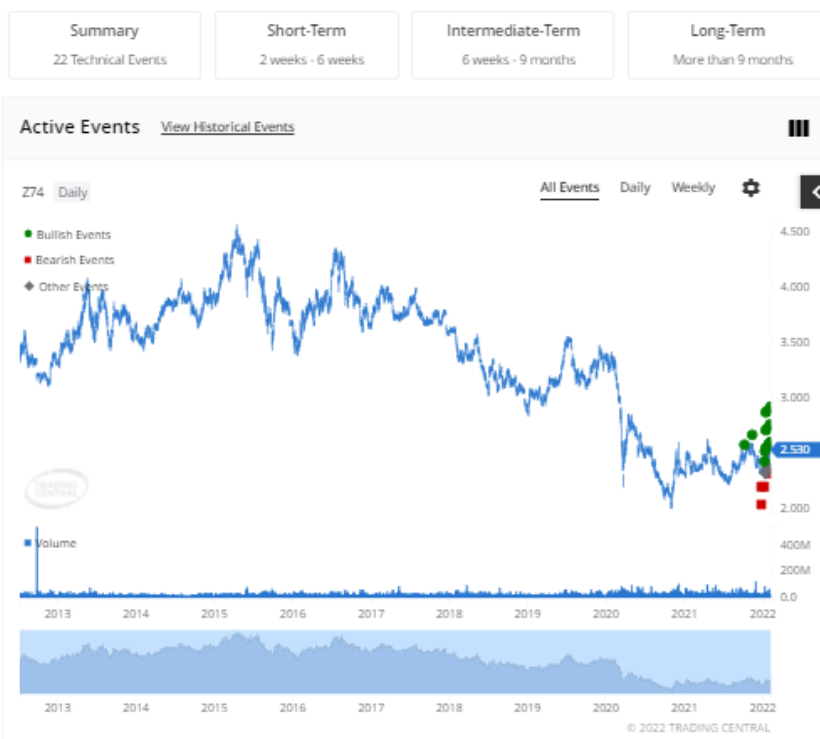 Summary
22 Technical Events
Short-Term
2 weeks - 6 weeks
Intermediate-Term
6 weeks - 9 months
Long-Term
More than 9 months
Active Events View Historical Events
Z74 Daily
All Events Daily Weekly
Bullish Events
Bearish Events
Other Events
4.500
4.000
3.500
3.000
2.530
2.000
TRADING
CENTRAL
Volume
400M
200M
0.0
2013 2014 2015 2016 2017 2018 2019 2020 2021 2022
2013 2014 2015 2016 2017 2018 2019 2020 2021 2022
© 2022 TRADING CENTRAL